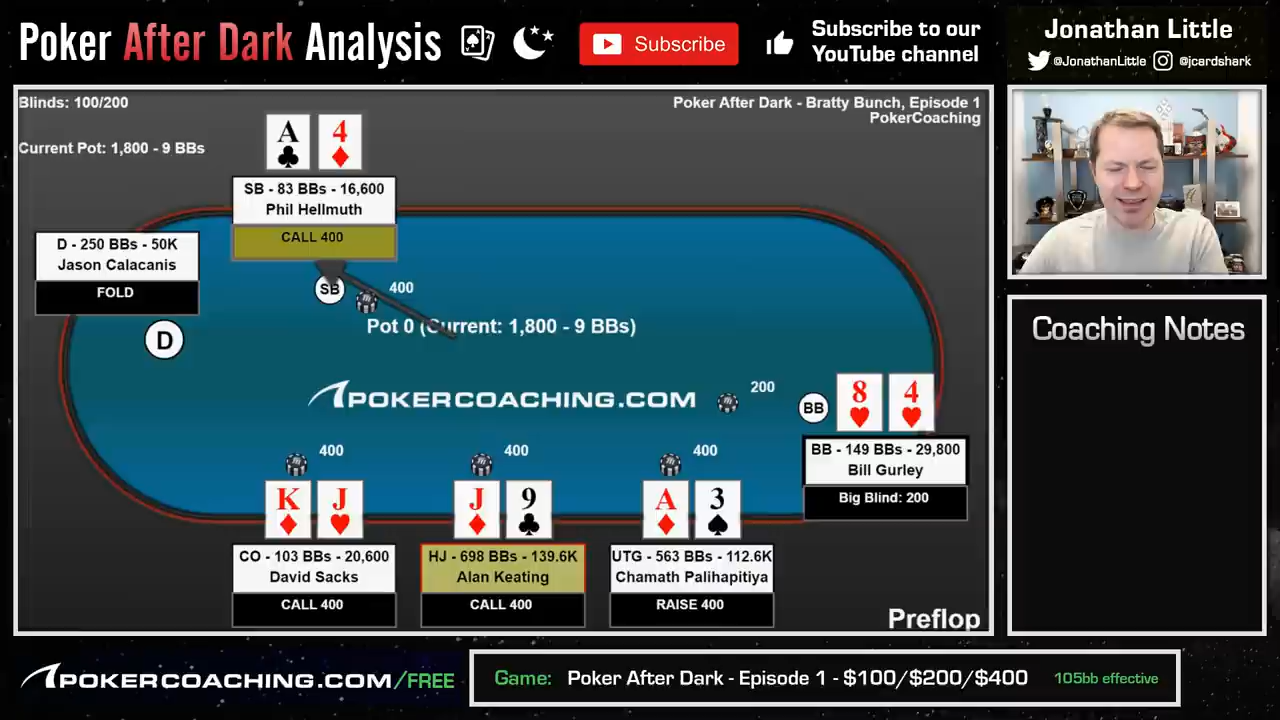 Poker After Dark Analysis
Subscribe
Subscribe to our
YouTube channel
Jonathan Little
@JonathanLittle @jcardshark
Blinds: 100/200
Poker After Dark - Bratty Bunch, Episode 1
PokerCoaching
Current Pot: 1,800 - 9 BBs
A 4
SB - 83 BBs - 16,600
Phil Hellmuth
CALL 400
D - 250 BBs - 50K
Jason Calacanis
FOLD
SB
400
D
Pot 0 (Current: 1,800 - 9 BBs)
POKERCOACHING.COM
200
BB
8 4
BB - 149 BBs - 29,800
Bill Gurley
Big Blind: 200
400
400
400
K J
J 9
A 3
CO - 103 BBs - 20,600
David Sacks
CALL 400
HJ - 698 BBs - 139.6K
Alan Keating
CALL 400
UTG - 563 BBs - 112.6K
Chamath Palihapitiya
RAISE 400
Preflop
Coaching Notes
POKERCOACHING.COM/FREE
Game: Poker After Dark - Episode 1 - $100/$200/$400 105bb effective